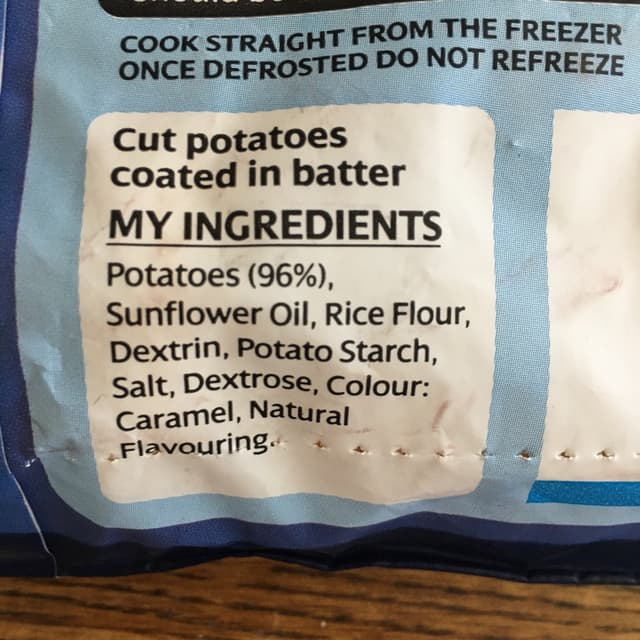 COOK STRAIGHT FROM THE FREEZER
ONCE DEFROSTED DO NOT REFREEZE
Cut potatoes
coated in batter
MY INGREDIENTS
Potatoes (96%),
Sunflower Oil, Rice Flour,
Dextrin, Potato Starch,
Salt, Dextrose, Colour:
Caramel, Natural
Flavouring.